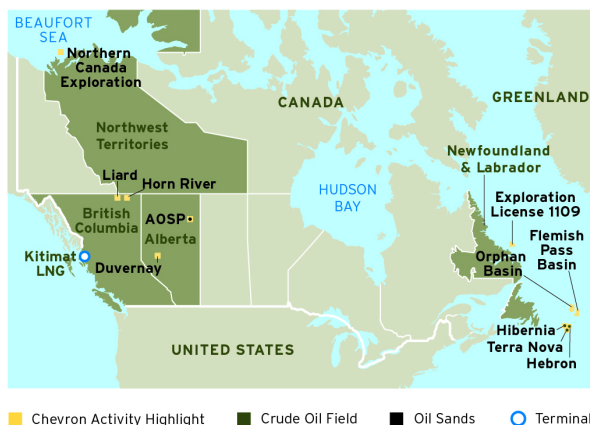 BEAUFORT
SEA
Northern
Canada
Exploration
CANADA
GREENLAND
Northwest
Territories
Newfoundland
& Labrador
Liard
Horn River
HUDSON
BAY
Exploration
License 1109
British
Columbia
AOSP
Alberta
Flemish
Pass
Basin
Orphan
Basin
Kitimat
LNG
Duvernay
Hibernia
Terra Nova
Hebron
UNITED STATES
Chevron Activity Highlight
Crude Oil Field
Oil Sands
Terminal